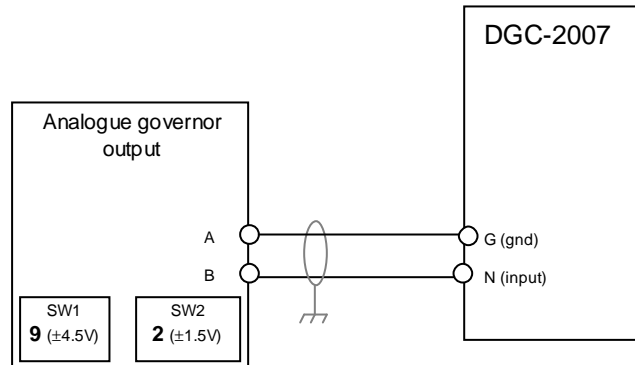 DGC-2007
Analogue governor
output
A
G (gnd)
B
N (input)
SW1
9 (±4.5V)
SW2
2 (±1.5V)